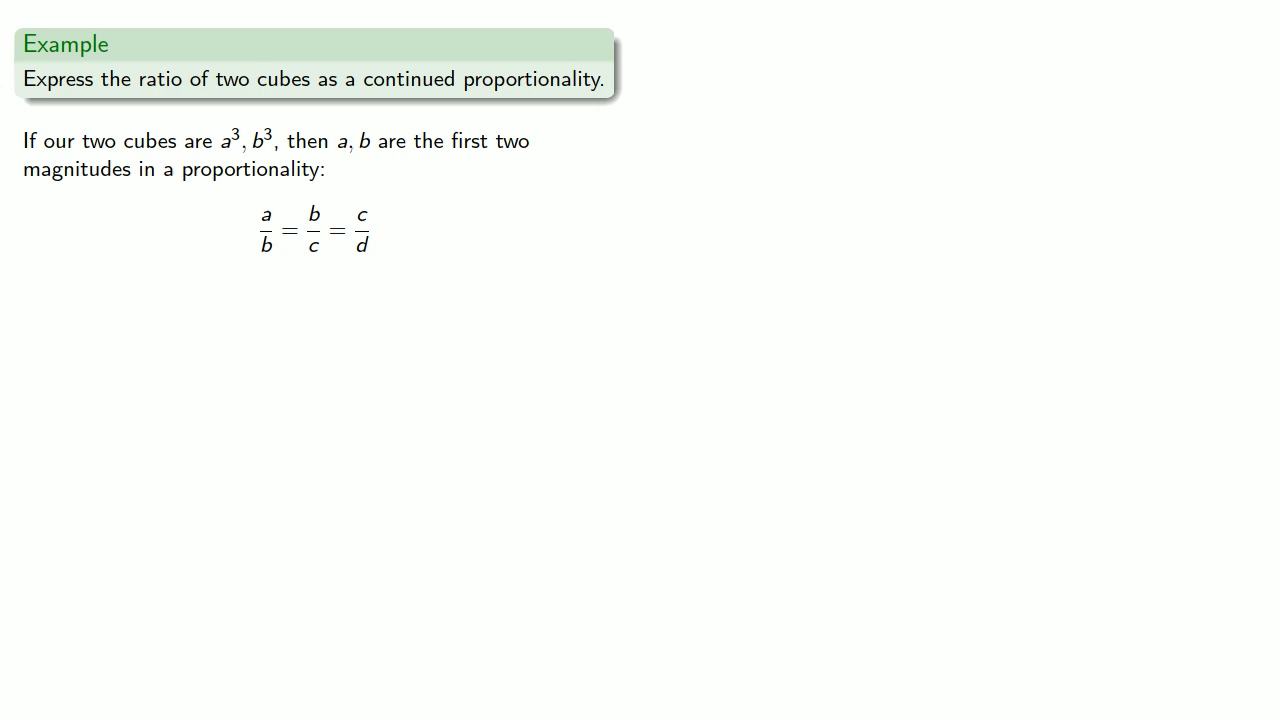 Example
Express the ratio of two cubes as a continued proportionality.
If our two cubes are a³, b³, then a, b are the first two
magnitudes in a proportionality:
a/b = b/c = c/d